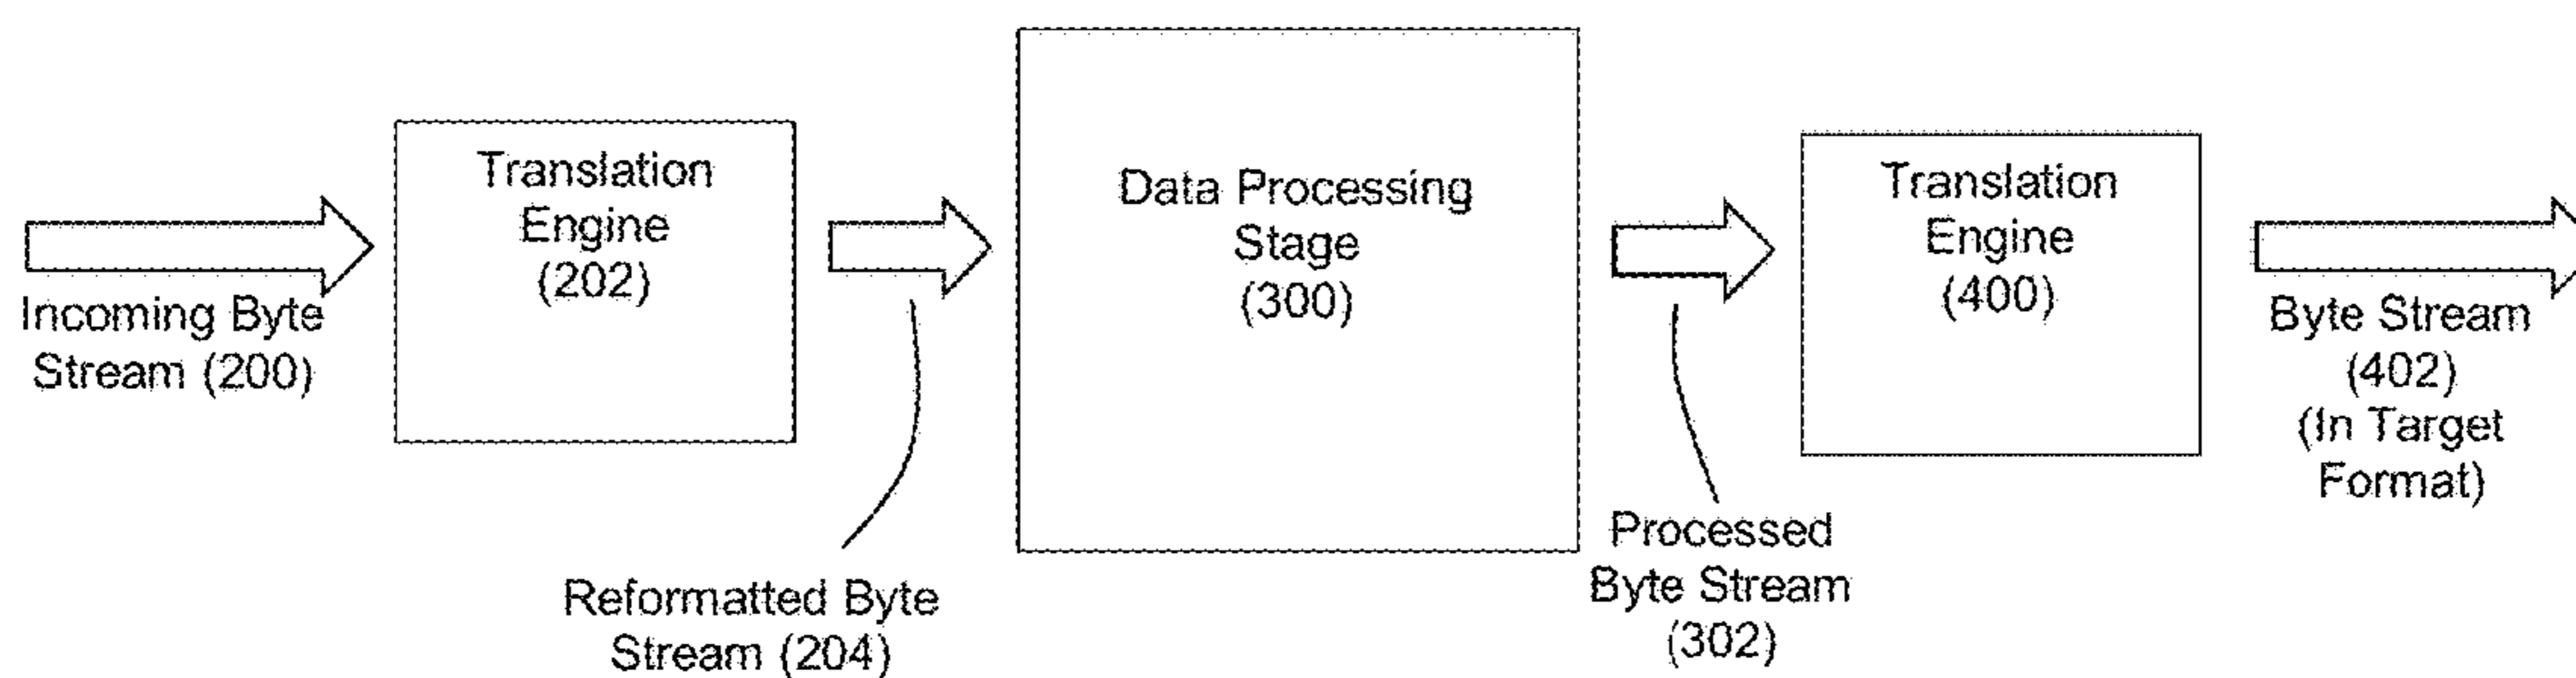 Incoming Byte
Stream (200)
Translation
Engine
(202)
Reformatted Byte
Stream (204)
Data Processing
Stage
(300)
Processed
Byte Stream
(302)
Translation
Engine
(400)
Byte Stream
(402)
(In Target
Format)